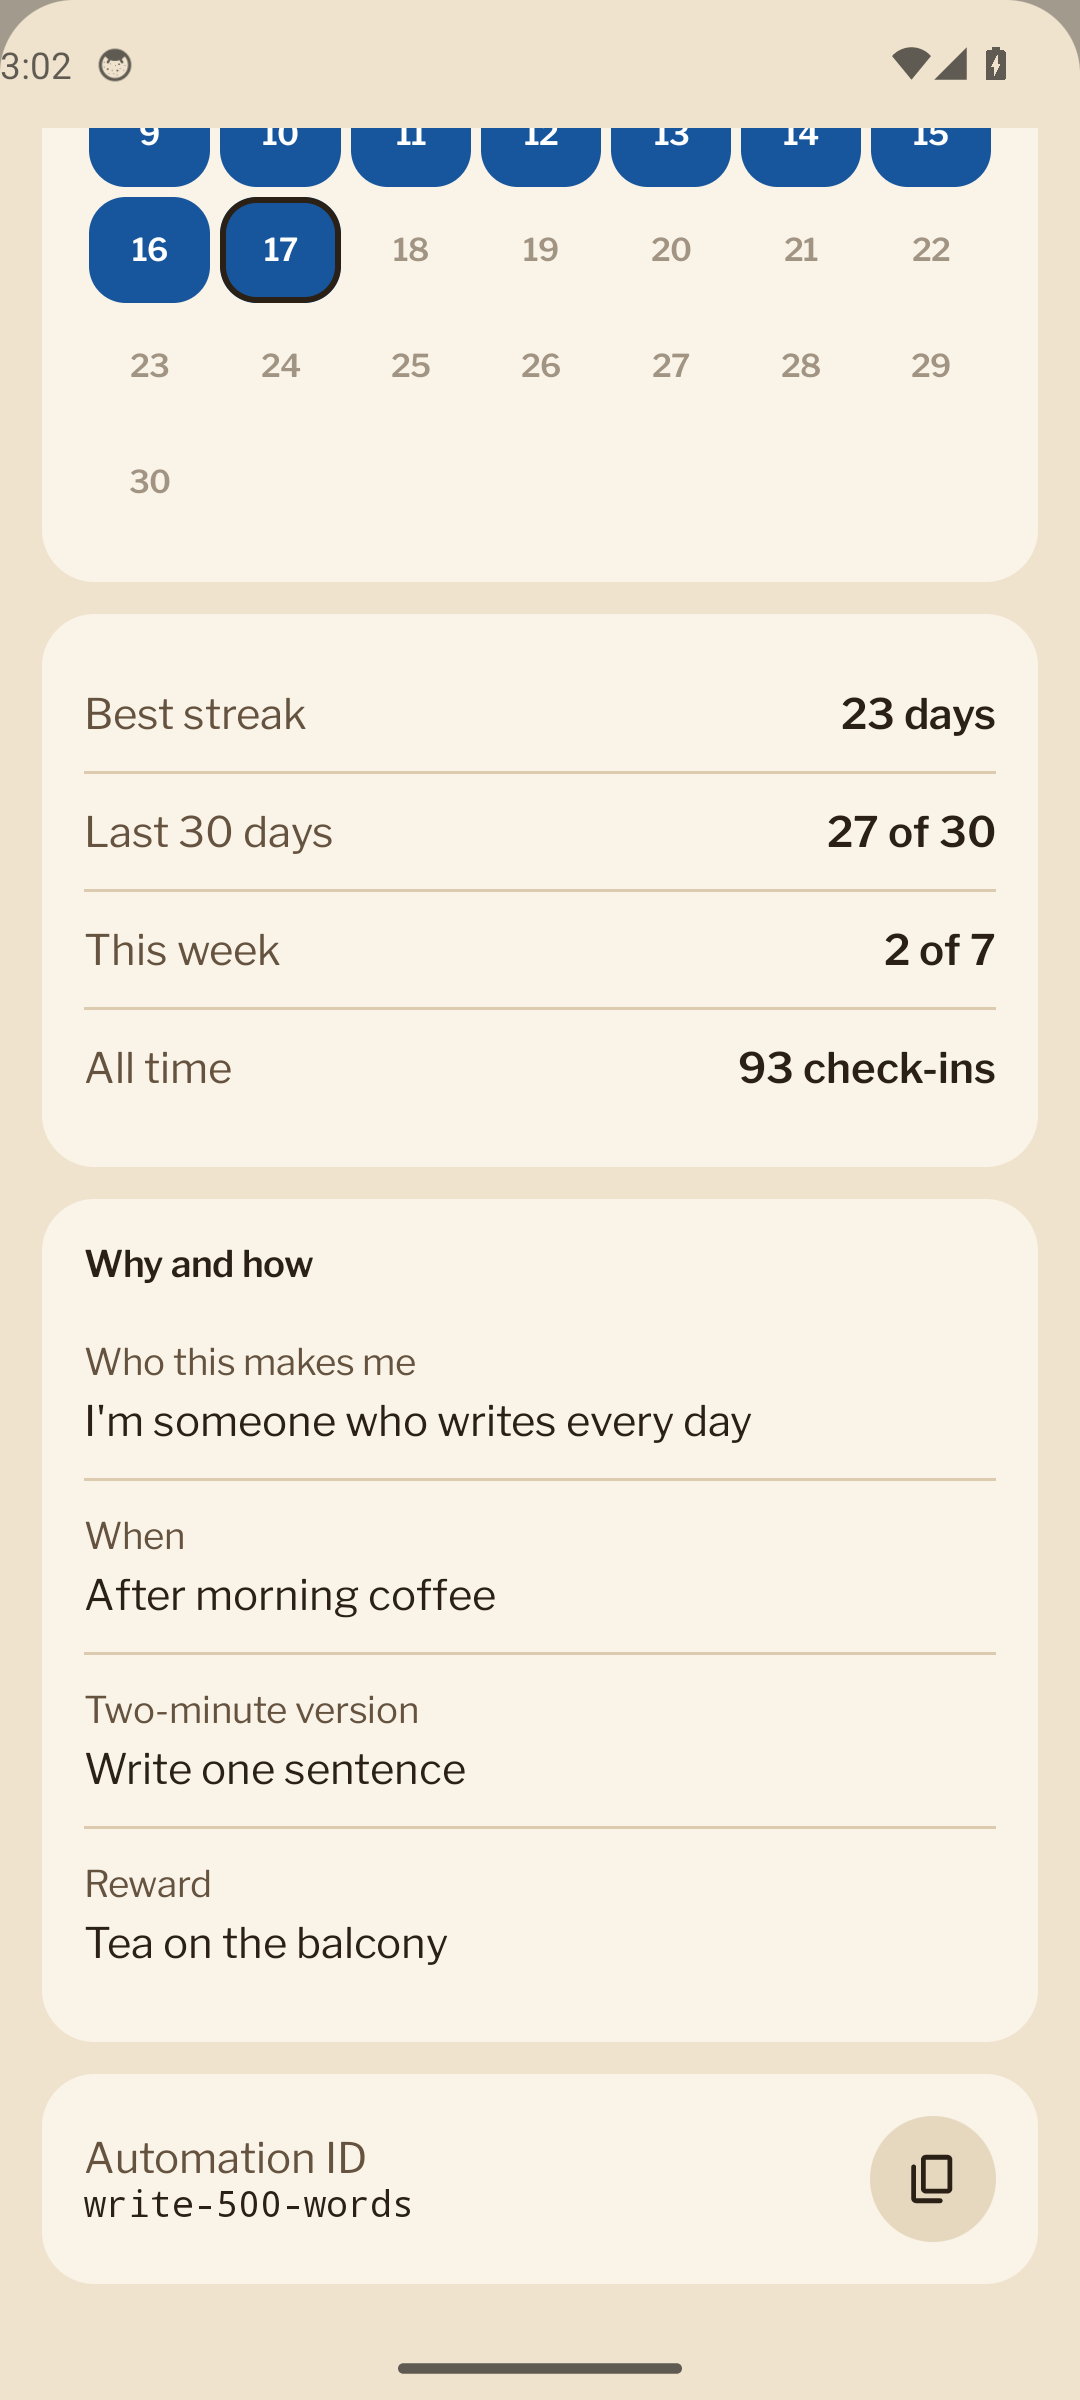 3:02
9 10 11 12 13 14 15
16 17 18 19 20 21 22
23 24 25 26 27 28 29
30
Best streak 23 days
Last 30 days 27 of 30
This week 2 of 7
All time 93 check-ins
Why and how
Who this makes me
I'm someone who writes every day
When
After morning coffee
Two-minute version
Write one sentence
Reward
Tea on the balcony
Automation ID
write-500-words